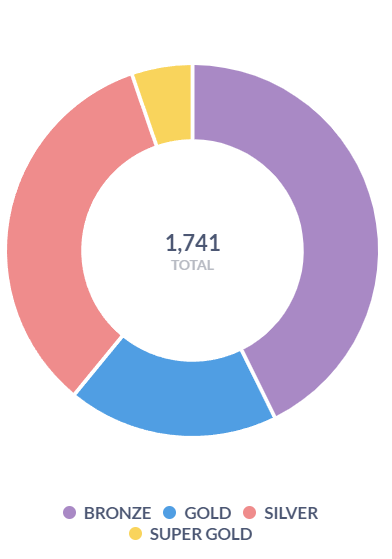 1,741
TOTAL
BRONZE GOLD SILVER
SUPER GOLD